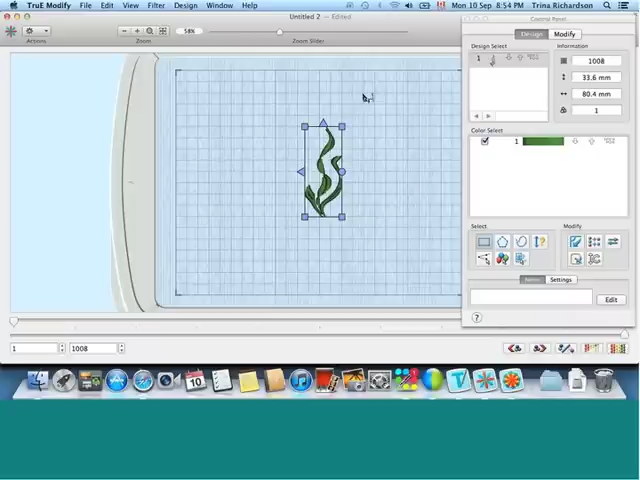 TruE Modify File Edit View Filter Design Window Help
Mon 10 Sep 8:54 PM Trina Richardson
Untitled 2 — Edited
Actions
Zoom
58%
Zoom Slider
Control Panel
Design Modify
Design Select
Information
1
1008
33.6 mm
80.4 mm
1
Color Select
1
Select
Modify
Settings
Edit
?
1
1008
10